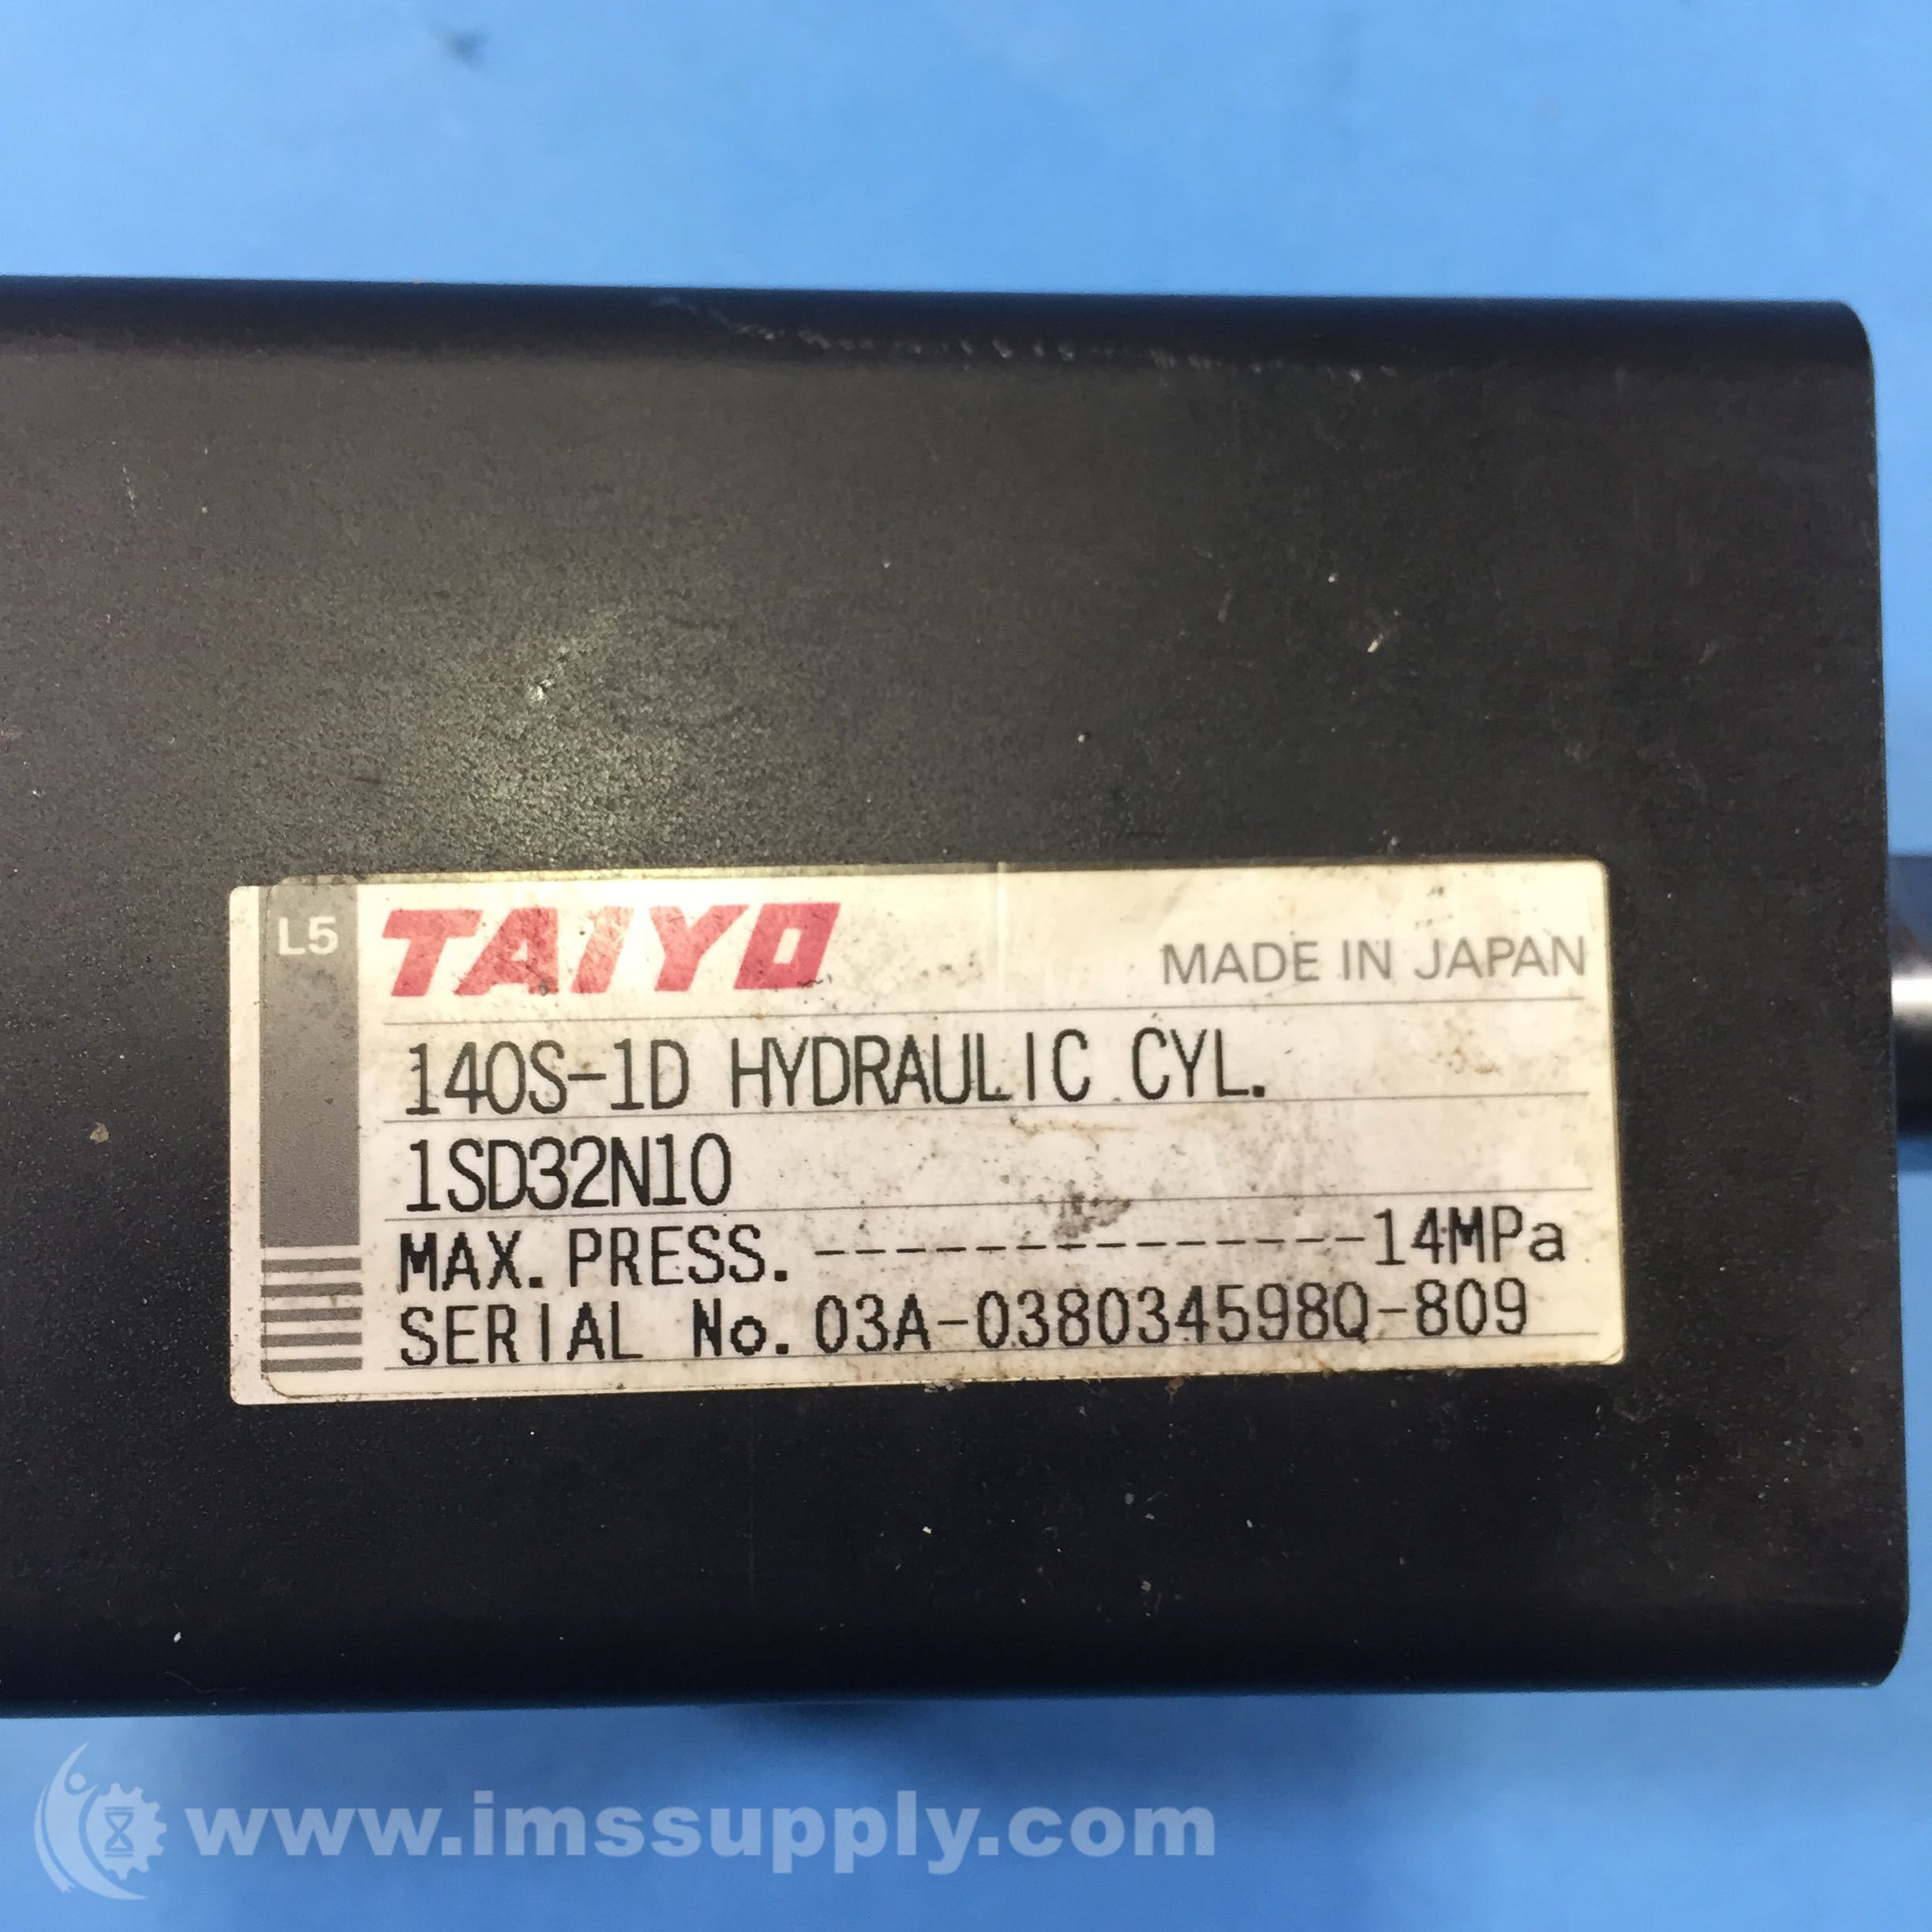 L5 TAIYO MADE IN JAPAN
140S-1D HYDRAULIC CYL.
1SD32N10
MAX. PRESS. --------------14MPa
SERIAL No. 03A-038034598Q-809
www.imssupply.com